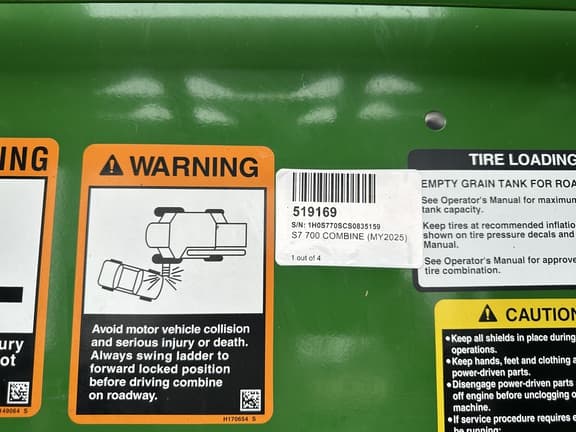 NING
ury
ot
149064 S
WARNING
Avoid motor vehicle collision
and serious injury or death.
Always swing ladder to
forward locked position
before driving combine
on roadway.
H170654 S
519169
S/N: 1H0S770SCS0835159
S7 700 COMBINE (MY2025)
1 out of 4
TIRE LOADING
EMPTY GRAIN TANK FOR ROA
See Operator's Manual for maximum
tank capacity.
Keep tires at recommended inflatio
shown on tire pressure decals and
Manual.
See Operator's Manual for approve
tire combination.
CAUTION
•Keep all shields in place during
operations.
•Keep hands, feet and clothing a
power-driven parts.
•Disengage power-driven parts
off engine before unclogging o
machine.
•If service procedure requires e
be running: